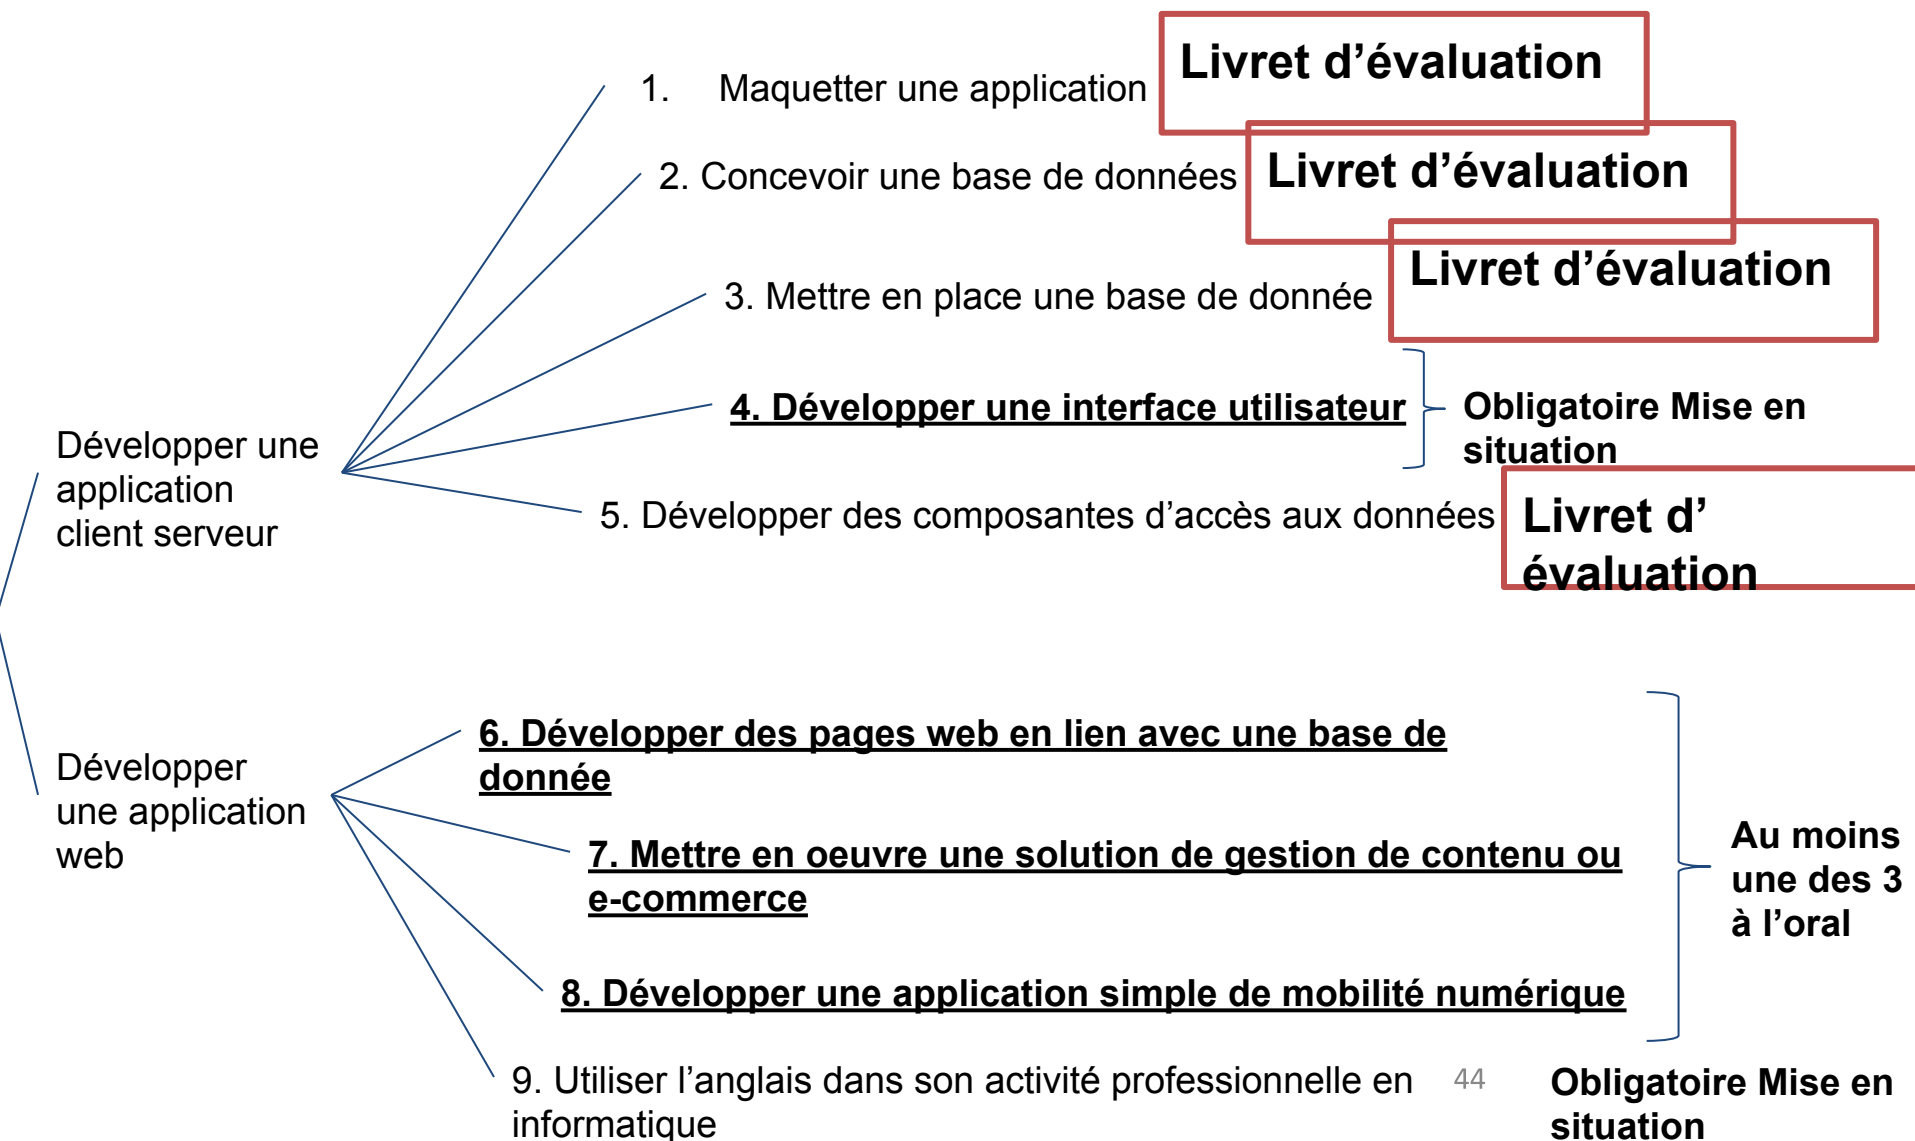 1. Maquetter une application
Livret d’évaluation
2. Concevoir une base de données
Livret d’évaluation
3. Mettre en place une base de donnée
Livret d’évaluation
4. Développer une interface utilisateur
Obligatoire Mise en
situation
Développer une
application
client serveur
5. Développer des composantes d’accès aux données
Livret d’
évaluation
Développer
une application
web
6. Développer des pages web en lien avec une base de
donnée
7. Mettre en oeuvre une solution de gestion de contenu ou
e-commerce
8. Développer une application simple de mobilité numérique
Au moins
une des 3
à l’oral
9. Utiliser l’anglais dans son activité professionnelle en
informatique
44
Obligatoire Mise en
situation